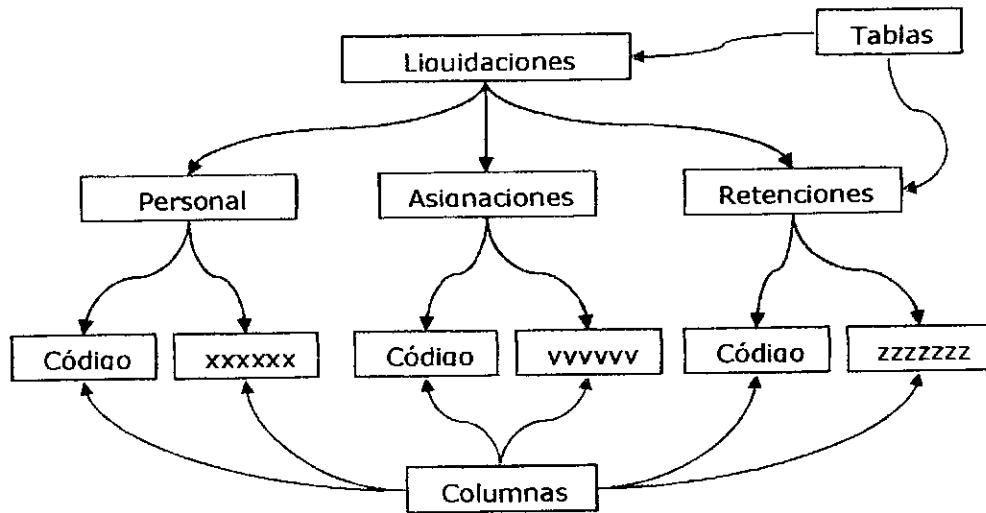 Tablas
Liquidaciones
Personal
Asignaciones
Retenciones
Código
xxxxxx
Código
yyyyyy
Código
zzzzzzz
Columnas